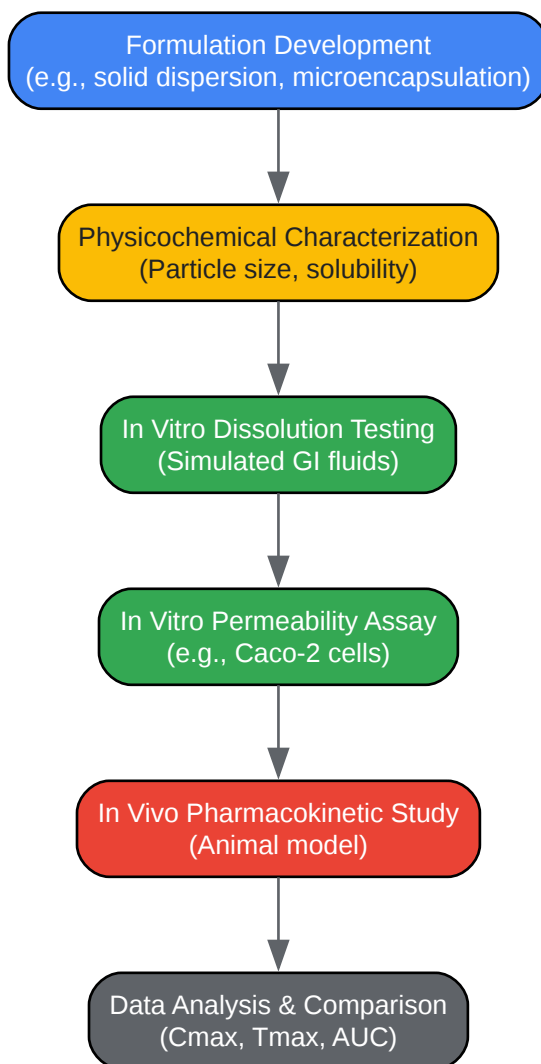 Formulation Development
(e.g., solid dispersion, microencapsulation)
Physicochemical Characterization
(Particle size, solubility)
In Vitro Dissolution Testing
(Simulated GI fluids)
In Vitro Permeability Assay
(e.g., Caco-2 cells)
In Vivo Pharmacokinetic Study
(Animal model)
Data Analysis & Comparison
(Cmax, Tmax, AUC)